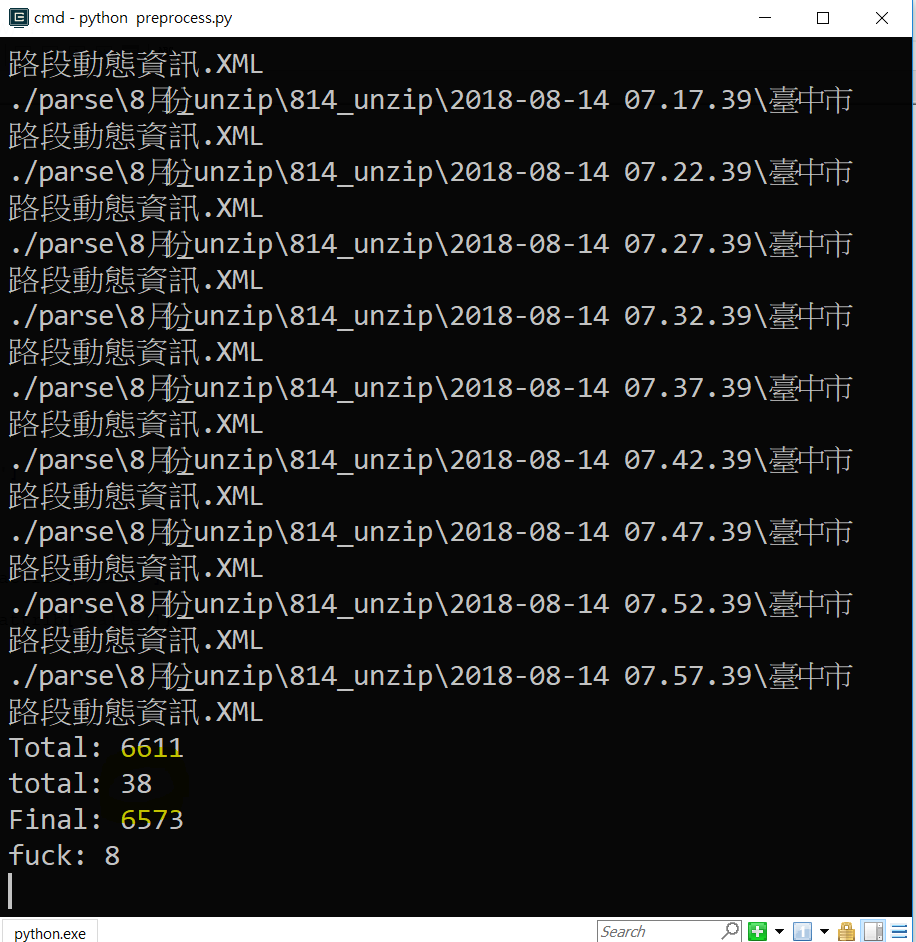 cmd - python  preprocess.py
路段動態資訊.XML
./parse\8月份_unzip\814_unzip\2018-08-14 07.17.39\臺中市
路段動態資訊.XML
./parse\8月份_unzip\814_unzip\2018-08-14 07.22.39\臺中市
路段動態資訊.XML
./parse\8月份_unzip\814_unzip\2018-08-14 07.27.39\臺中市
路段動態資訊.XML
./parse\8月份_unzip\814_unzip\2018-08-14 07.32.39\臺中市
路段動態資訊.XML
./parse\8月份_unzip\814_unzip\2018-08-14 07.37.39\臺中市
路段動態資訊.XML
./parse\8月份_unzip\814_unzip\2018-08-14 07.42.39\臺中市
路段動態資訊.XML
./parse\8月份_unzip\814_unzip\2018-08-14 07.47.39\臺中市
路段動態資訊.XML
./parse\8月份_unzip\814_unzip\2018-08-14 07.52.39\臺中市
路段動態資訊.XML
./parse\8月份_unzip\814_unzip\2018-08-14 07.57.39\臺中市
路段動態資訊.XML
Total: 6611
total: 38
Final: 6573
fuck: 8
python.exe
Search